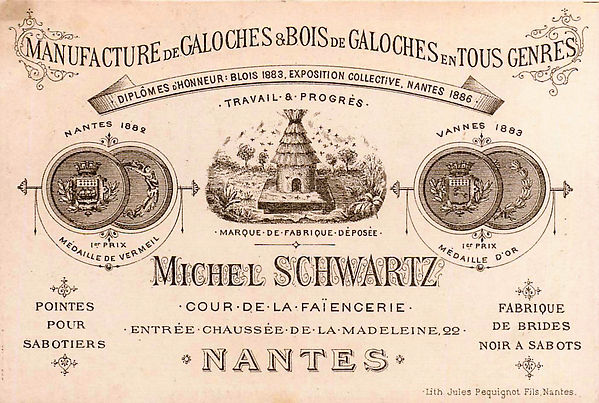 MANUFACTURE DE GALOCHES & BOIS DE GALOCHES EN TOUS GENRES
DIPLÔMES D'HONNEUR: BLOIS 1883, EXPOSITION COLLECTIVE, NANTES 1886.
·TRAVAIL & PROGRÈS·
NANTES 1882
1ER PRIX
MÉDAILLE DE VERMEIL
VANNES 1883
1ER PRIX
MÉDAILLE D'OR
·MARQUE·DE·FABRIQUE·DÉPOSÉE·
MICHEL SCHWARTZ
·COUR·DE·LA·FAÏENCERIE·
·ENTRÉE·CHAUSSÉE·DE·LA·MADELEINE, 22·
·NANTES·
POINTES
POUR
SABOTIERS
FABRIQUE
DE BRIDES
NOIR A SABOTS
Lith. Jules Pequignot Fils, Nantes.